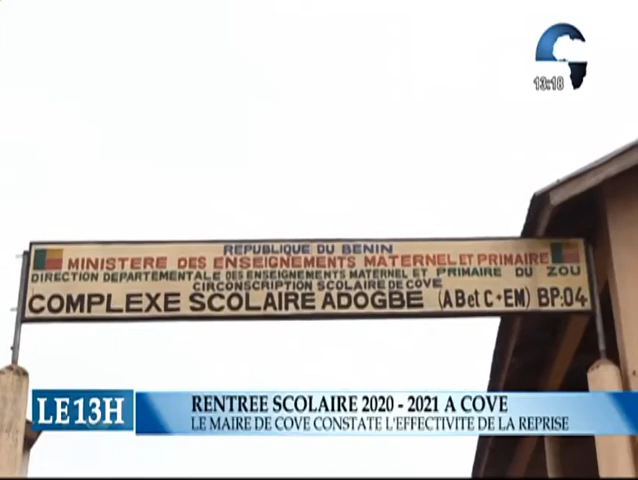 13:18
REPUBLIQUE DU BENIN
MINISTERE DES ENSEIGNEMENTS MATERNEL ET PRIMAIRE
DIRECTION DEPARTEMENTALE DES ENSEIGNEMENTS MATERNEL ET PRIMAIRE DU ZOU
CIRCONSCRIPTION SCOLAIRE DE COVE
COMPLEXE SCOLAIRE ADOGBE (A B et C + EM) BP:04
LE13H
RENTREE SCOLAIRE 2020 - 2021 A COVE
LE MAIRE DE COVE CONSTATE L'EFFECTIVITE DE LA REPRISE